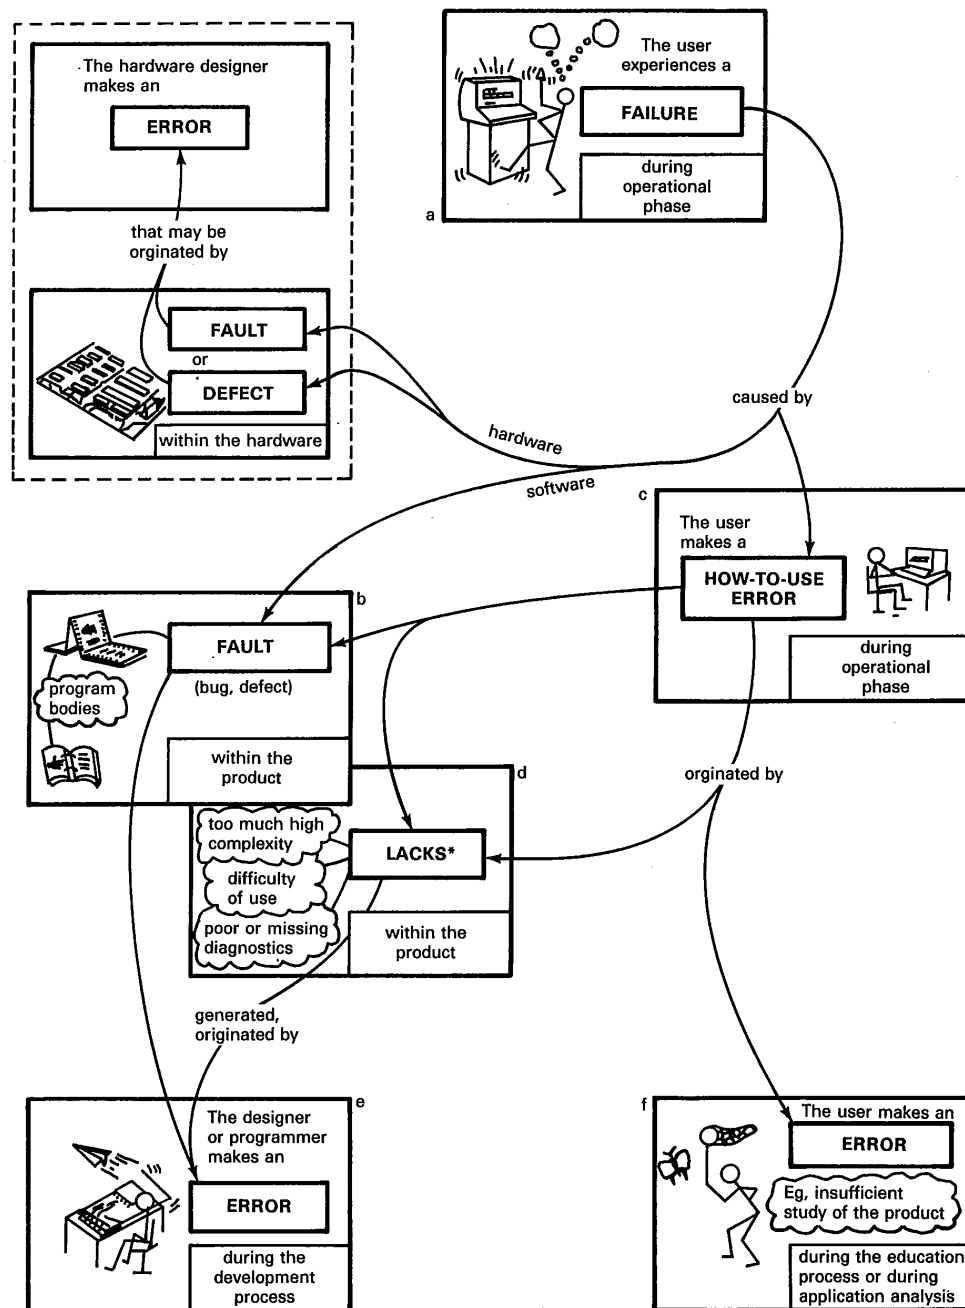 The hardware designer
makes an
ERROR
that may be
orginated by
FAULT
or
DEFECT
within the hardware
The user
experiences a
FAILURE
during
operational
phase
a
caused by
hardware
software
c
The user
makes a
HOW-TO-USE
ERROR
during
operational
phase
b
FAULT
(bug, defect)
program
bodies
within the
product
d
too much high
complexity
LACKS*
difficulty
of use
poor or missing
diagnostics
within the
product
orginated by
generated,
originated by
e
The designer
or programmer
makes an
ERROR
during the
development
process
f
The user makes an
ERROR
Eg, insufficient
study of the product
during the education
process or during
application analysis